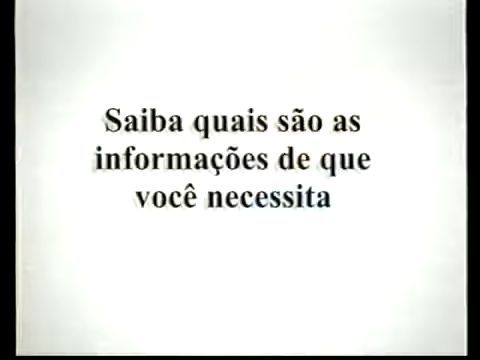 Saiba quais são as
informações de que
você necessita